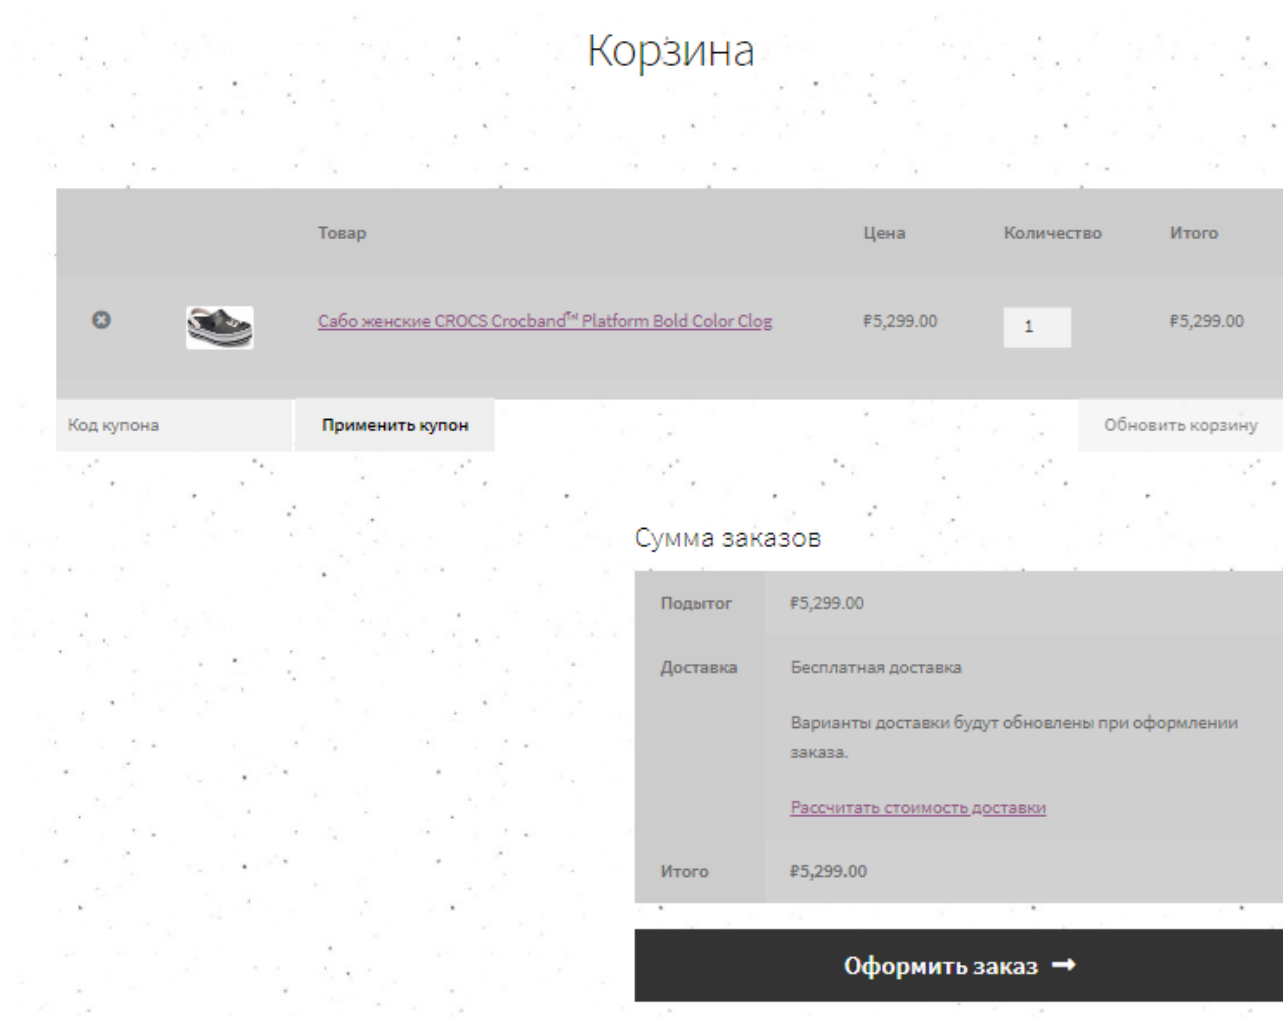 Корзина
Товар Цена Количество Итого
Сабо женские CROCS Crocband™ Platform Bold Color Clog ₽5,299.00 1 ₽5,299.00
Код купона Применить купон Обновить корзину
Сумма заказов
Подытог ₽5,299.00
Доставка Бесплатная доставка
Варианты доставки будут обновлены при оформлении
заказа.
Рассчитать стоимость доставки
Итого ₽5,299.00
Оформить заказ →